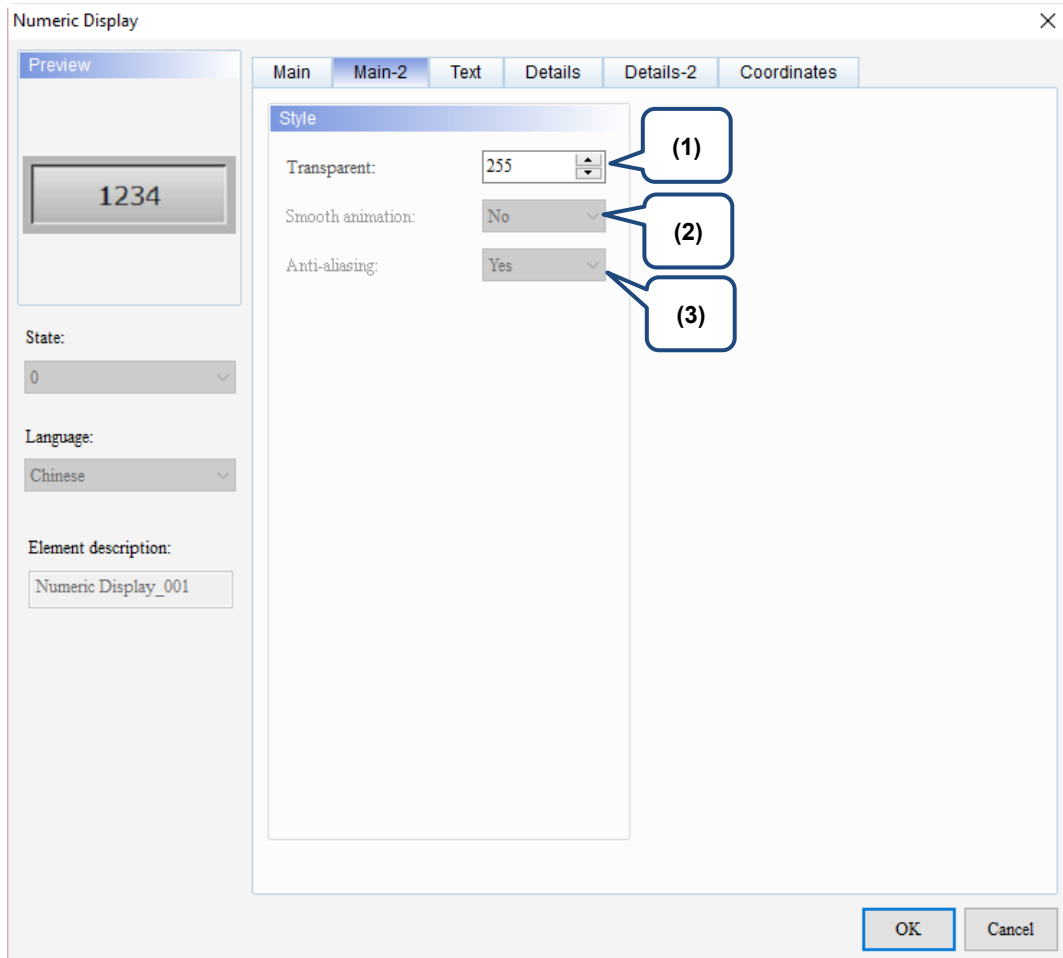 Numeric Display
Preview
1234
State:
0
Language:
Chinese
Element description:
Numeric Display_001
Main Main-2 Text Details Details-2 Coordinates
Style
Transparent: 255 (1)
Smooth animation: No (2)
Anti-aliasing: Yes (3)
OK Cancel